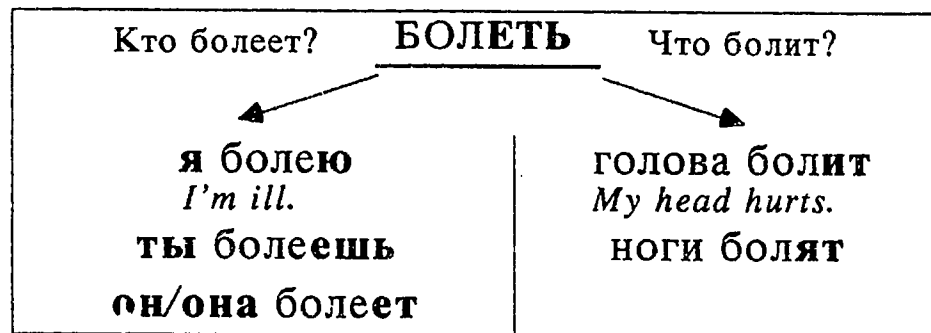 Кто болеет? БОЛЕТЬ Что болит?
я болею
I'm ill.
ты болеешь
он/она болеет
голова болит
My head hurts.
ноги болят